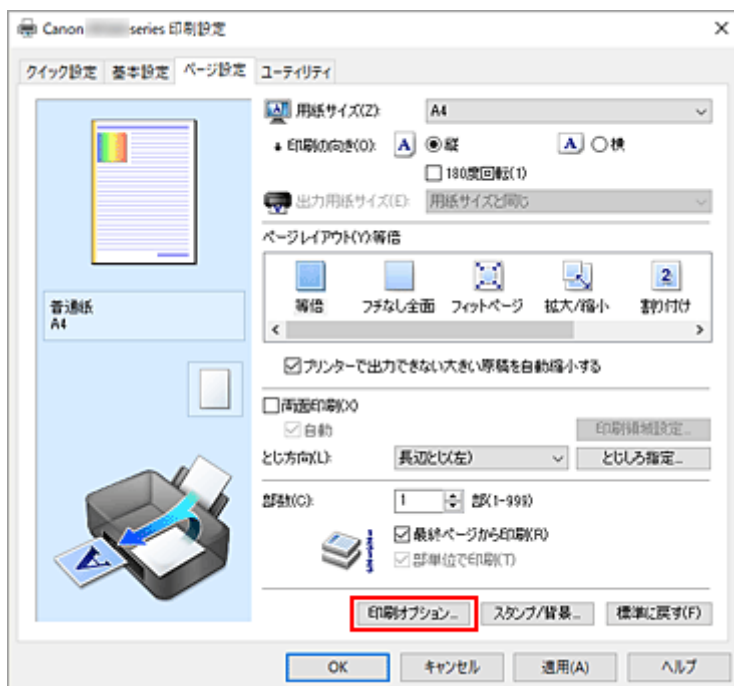 Canon series 印刷設定
クイック設定 基本設定 ページ設定 ユーティリティ
用紙サイズ(Z): A4
印刷の向き(O): A 縦 A 横
180度回転(1)
出力用紙サイズ(E): 用紙サイズと同じ
ページレイアウト(Y):等倍
等倍 フチなし全面 フィットページ 拡大/縮小 2 割り付け
普通紙
A4
プリンターで出力できない大きい原稿を自動縮小する
両面印刷(X)
自動 印刷領域設定...
とじ方向(L): 長辺とじ(左) とじしろ指定...
部数(C): 1 部(1-999)
最終ページから印刷(R)
部単位で印刷(T)
A
印刷オプション... スタンプ/背景... 標準に戻す(F)
OK キャンセル 適用(A) ヘルプ